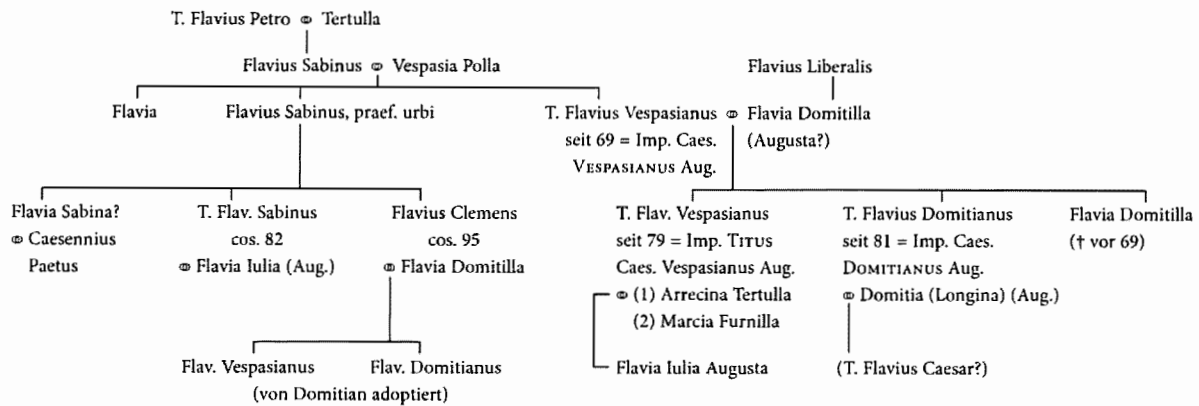 T. Flavius Petro ⚭ Tertulla
Flavius Sabinus ⚭ Vespasia Polla
Flavius Liberalis
Flavia
Flavius Sabinus, praef. urbi
T. Flavius Vespasianus ⚭ Flavia Domitilla
seit 69 = Imp. Caes. (Augusta?)
VESPASIANUS Aug.
Flavia Sabina?
⚭ Caesennius
Paetus
T. Flav. Sabinus
cos. 82
⚭ Flavia Iulia (Aug.)
Flavius Clemens
cos. 95
⚭ Flavia Domitilla
T. Flav. Vespasianus
seit 79 = Imp. TITUS
Caes. Vespasianus Aug.
⚭ (1) Arrecina Tertulla
(2) Marcia Furnilla
T. Flavius Domitianus
seit 81 = Imp. Caes.
DOMITIANUS Aug.
⚭ Domitia (Longina) (Aug.)
Flavia Domitilla
(† vor 69)
Flav. Vespasianus
Flav. Domitianus
(von Domitian adoptiert)
Flavia Iulia Augusta
(T. Flavius Caesar?)